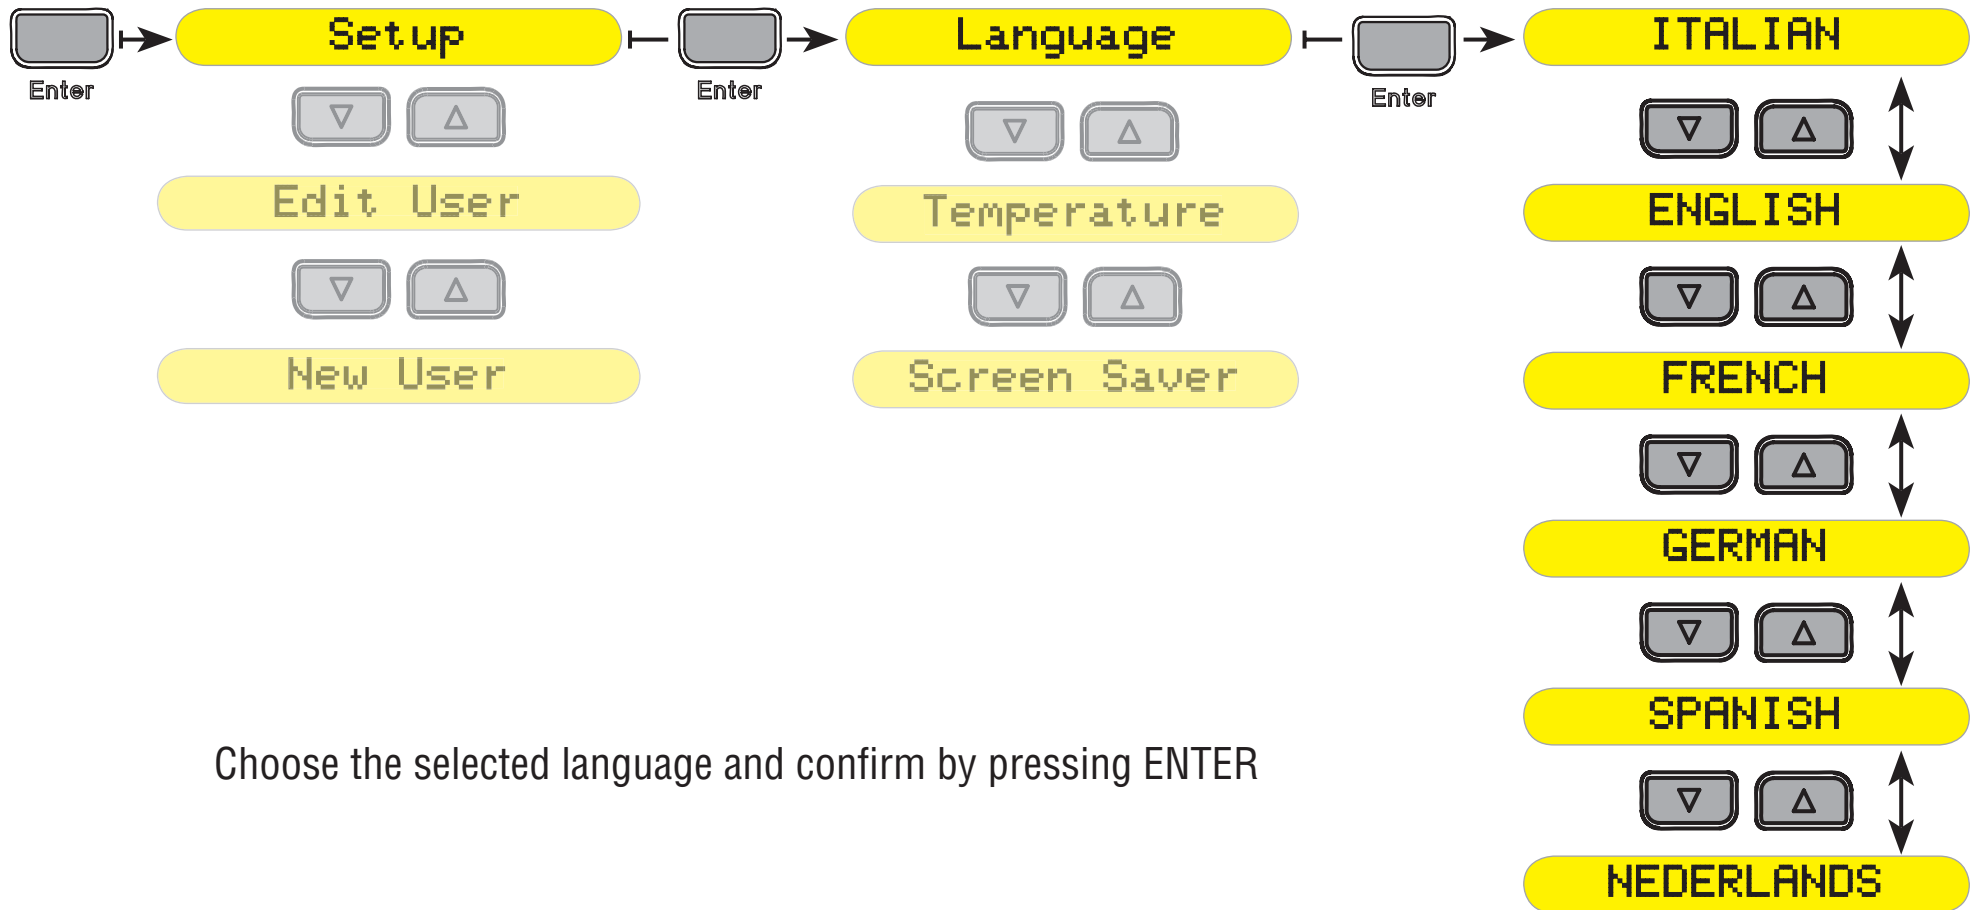 Setup
Language
ITALIAN
Enter
Enter
Enter
Edit User
Temperature
ENGLISH
New User
Screen Saver
FRENCH
GERMAN
SPANISH
Choose the selected language and confirm by pressing ENTER
NEDERLANDS